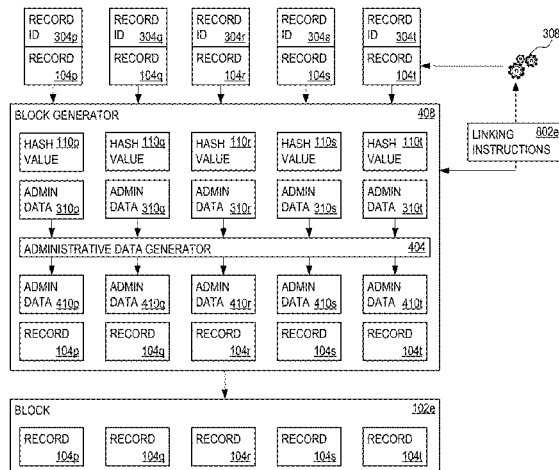 RECORD RECORD RECORD RECORD RECORD
ID 304p ID 304q ID 304r ID 304s ID 304t
RECORD RECORD RECORD RECORD RECORD
104p 104q 104r 104s 104t
308
BLOCK GENERATOR 408
LINKING 802e
INSTRUCTIONS
HASH 110p HASH 110q HASH 110r HASH 110s HASH 110t
VALUE VALUE VALUE VALUE VALUE
ADMIN ADMIN ADMIN ADMIN ADMIN
DATA 310p DATA 310q DATA 310r DATA 310s DATA 310t
ADMINISTRATIVE DATA GENERATOR 404
ADMIN ADMIN ADMIN ADMIN ADMIN
DATA 410p DATA 410q DATA 410r DATA 410s DATA 410t
RECORD RECORD RECORD RECORD RECORD
104p 104q 104r 104s 104t
BLOCK 102e
RECORD RECORD RECORD RECORD RECORD
104p 104q 104r 104s 104t